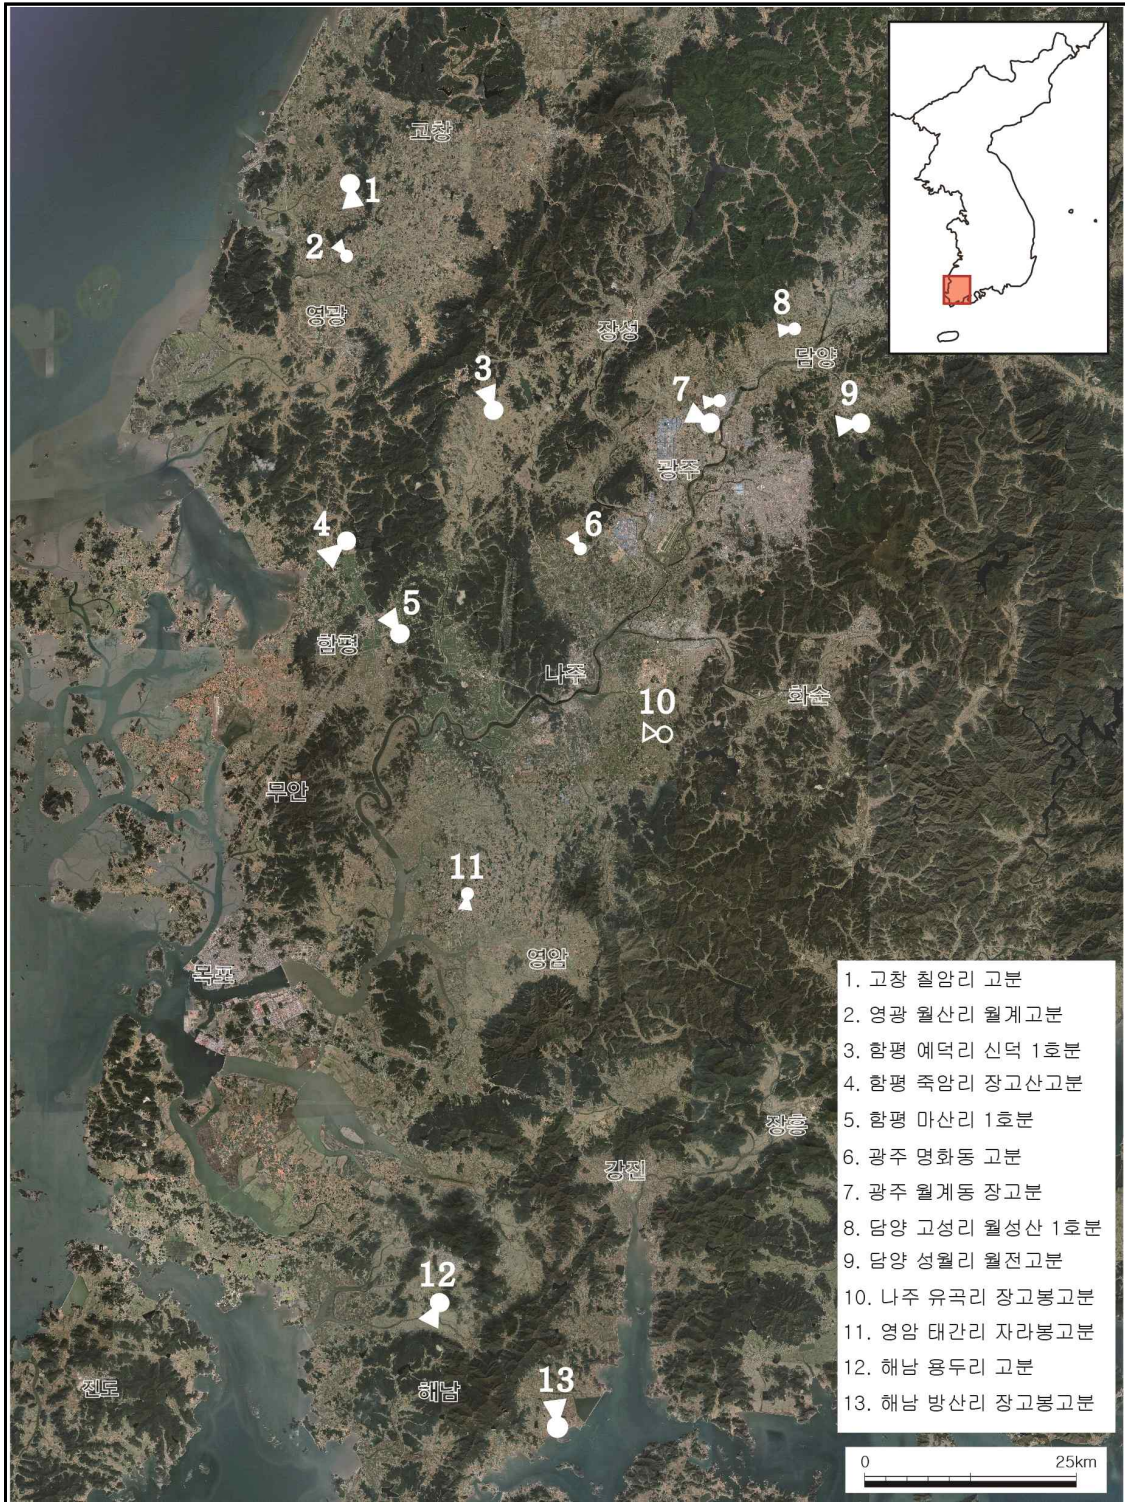 고창
1
2
영광
8
장성
담양
3
7
9
광주
4
6
5
함평
나주
10
화순
무안
11
영암
목포
장흥
강진
12
13
진도
해남
1. 고창 칠암리 고분
2. 영광 월산리 월계고분
3. 함평 예덕리 신덕 1호분
4. 함평 죽암리 장고산고분
5. 함평 마산리 1호분
6. 광주 명화동 고분
7. 광주 월계동 장고분
8. 담양 고성리 월성산 1호분
9. 담양 성월리 월전고분
10. 나주 유곡리 장고봉고분
11. 영암 태간리 자라봉고분
12. 해남 용두리 고분
13. 해남 방산리 장고봉고분
0 25km